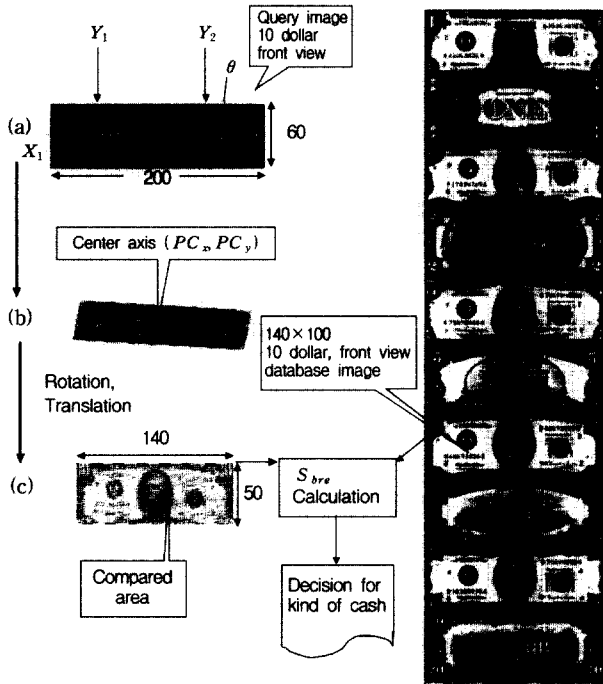 Y1 Y2
Query image
10 dollar
front view
θ
(a)
X1
60
200
Center axis (PCx, PCy)
(b)
Rotation,
Translation
140×100
10 dollar, front view
database image
140
(c)
50
Sbre
Calculation
Compared
area
Decision for
kind of cash
ONE